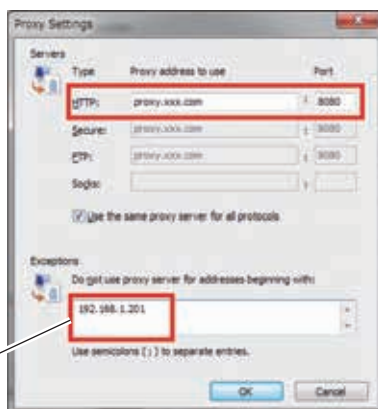 Proxy Settings
Servers
Type Proxy address to use Port
HTTP: proxy.xxx.com : 8080
Secure: proxy.xxx.com : 8080
FTP: proxy.xxx.com : 8080
Socks: :
Use the same proxy server for all protocols
Exceptions
Do not use proxy server for addresses beginning with:
192.168.1.201
Use semicolons ( ; ) to separate entries.
OK Cancel